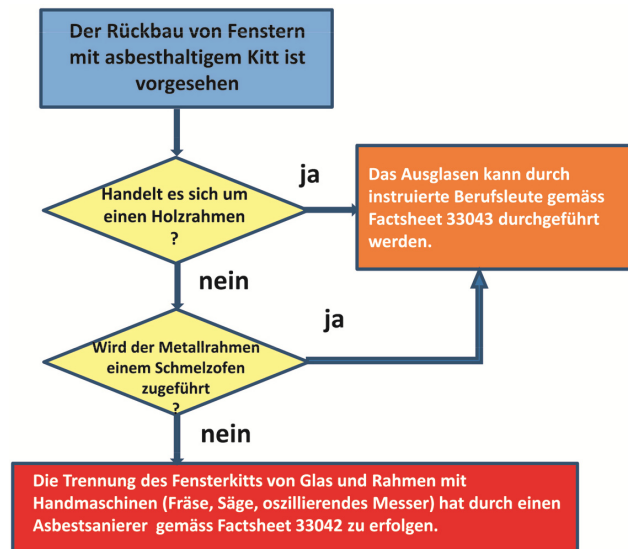 Der Rückbau von Fenstern
mit asbesthaltigem Kitt ist
vorgesehen
Handelt es sich um
einen Holzrahmen
?
ja
Das Ausglasen kann durch
instruierte Berufsleute gemäss
Factsheet 33043 durchgeführt
werden.
nein
Wird der Metallrahmen
einem Schmelzofen
zugeführt
?
ja
nein
Die Trennung des Fensterkitts von Glas und Rahmen mit
Handmaschinen (Fräse, Säge, oszillierendes Messer) hat durch einen
Asbestsanierer gemäss Factsheet 33042 zu erfolgen.